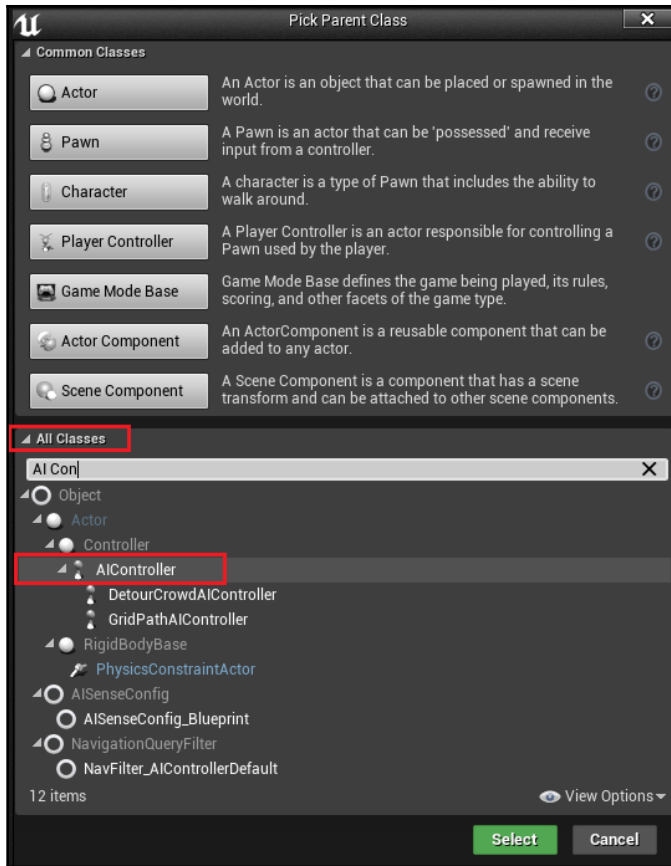 Pick Parent Class
Common Classes
Actor
An Actor is an object that can be placed or spawned in the
world.
Pawn
A Pawn is an actor that can be 'possessed' and receive
input from a controller.
Character
A character is a type of Pawn that includes the ability to
walk around.
Player Controller
A Player Controller is an actor responsible for controlling a
Pawn used by the player.
Game Mode Base
Game Mode Base defines the game being played, its rules,
scoring, and other facets of the game type.
Actor Component
An ActorComponent is a reusable component that can be
added to any actor.
Scene Component
A Scene Component is a component that has a scene
transform and can be attached to other scene components.
All Classes
AI Con
Object
Actor
Controller
AIController
DetourCrowdAIController
GridPathAIController
RigidBodyBase
PhysicsConstraintActor
AISenseConfig
AISenseConfig_Blueprint
NavigationQueryFilter
NavFilter_AIControllerDefault
12 items
View Options
Select
Cancel